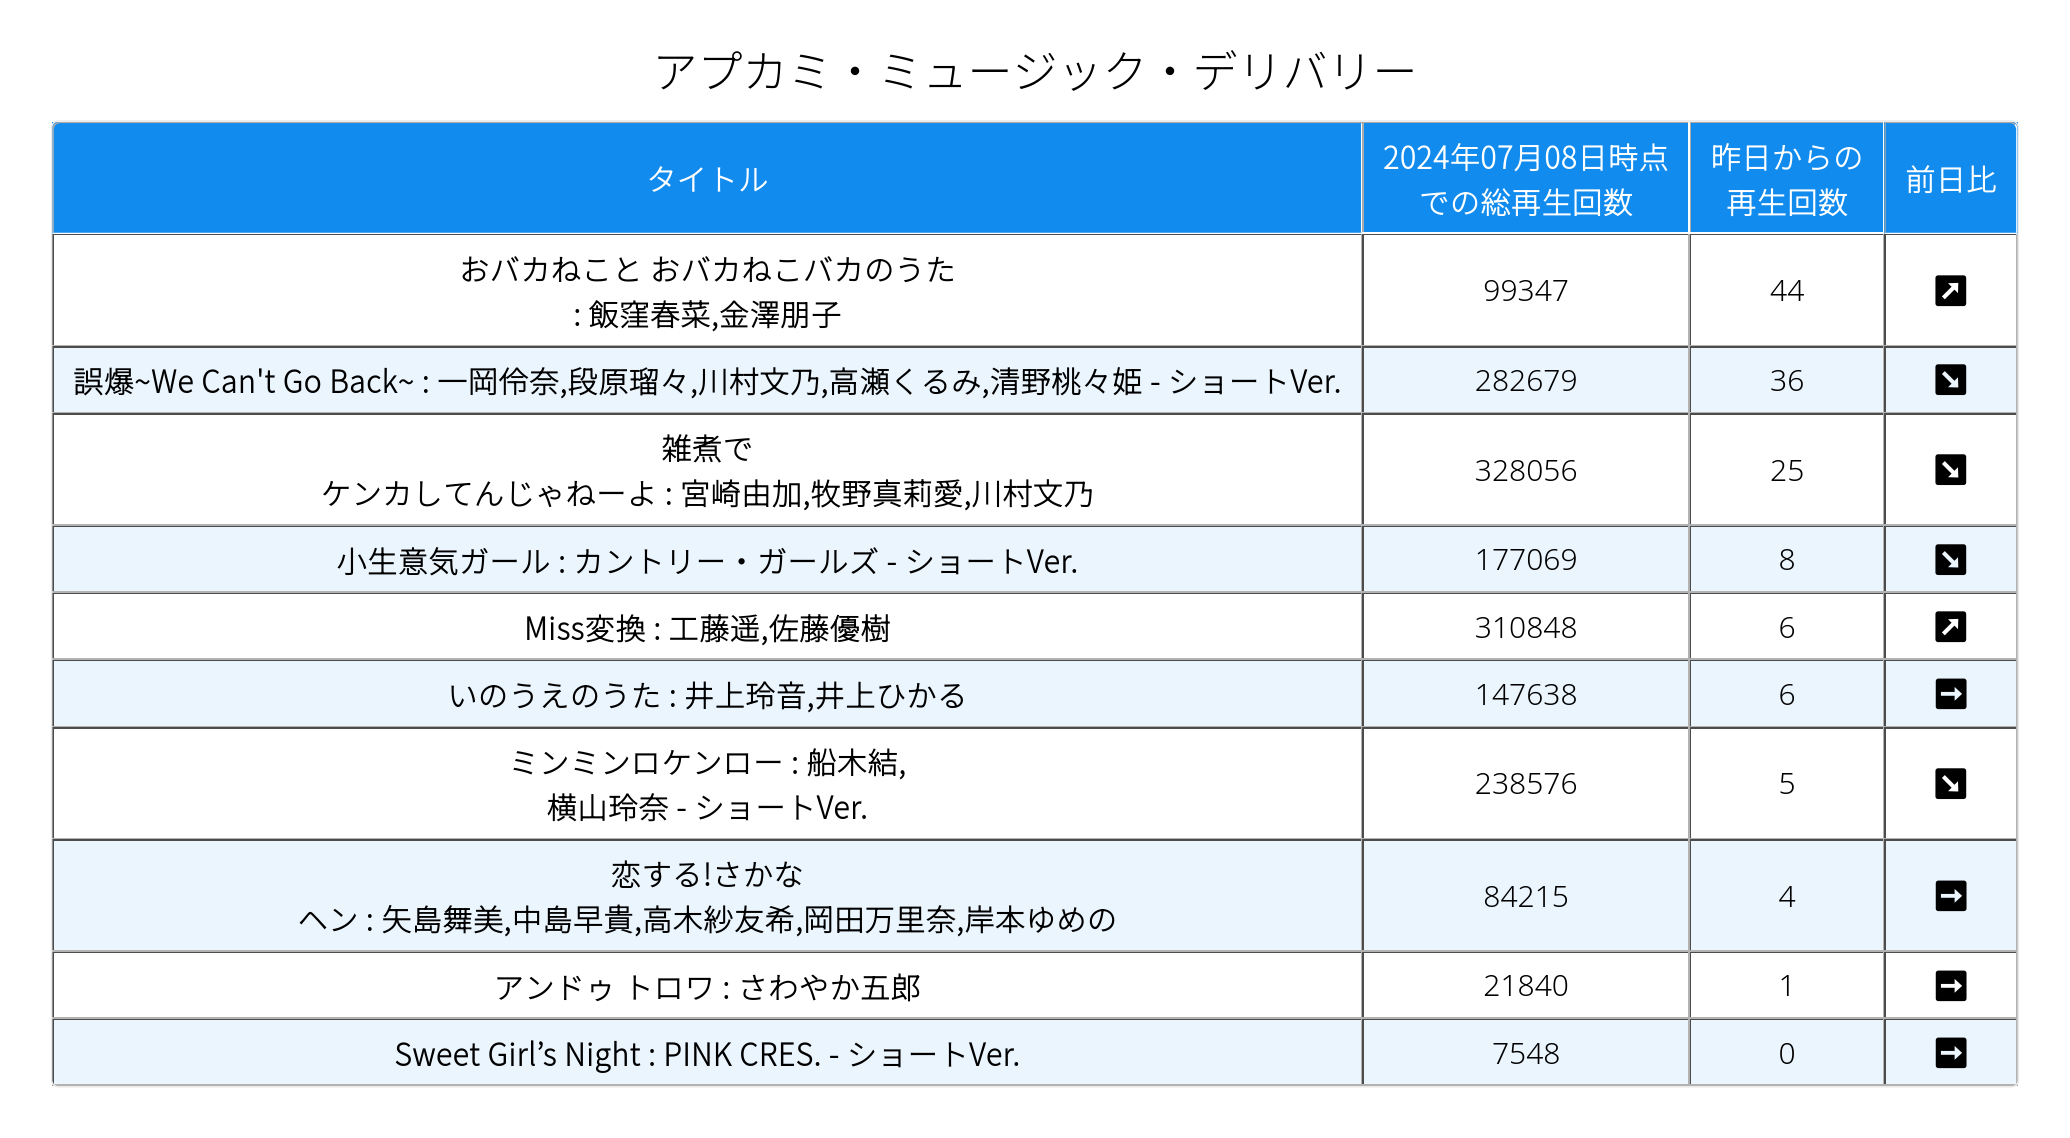 アプカミ・ミュージック・デリバリー
タイトル
2024年07月08日時点
での総再生回数
昨日からの
再生回数
前日比
おバカねこと おバカねこバカのうた
: 飯窪春菜,金澤朋子
99347
44
誤爆~We Can't Go Back~ : 一岡伶奈,段原瑠々,川村文乃,高瀬くるみ,清野桃々姫 - ショートVer.
282679
36
雑煮で
ケンカしてんじゃねーよ : 宮崎由加,牧野真莉愛,川村文乃
328056
25
小生意気ガール : カントリー・ガールズ - ショートVer.
177069
8
Miss変換 : 工藤遥,佐藤優樹
310848
6
いのうえのうた : 井上玲音,井上ひかる
147638
6
ミンミンロケンロー : 船木結,
横山玲奈 - ショートVer.
238576
5
恋する!さかな
ヘン : 矢島舞美,中島早貴,高木紗友希,岡田万里奈,岸本ゆめの
84215
4
アンドゥ トロワ : さわやか五郎
21840
1
Sweet Girl’s Night : PINK CRES. - ショートVer.
7548
0